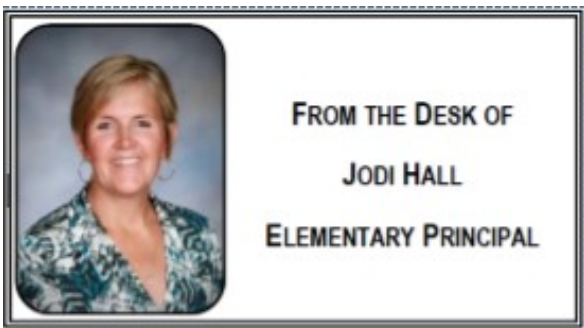 FROM THE DESK OF
JODI HALL
ELEMENTARY PRINCIPAL